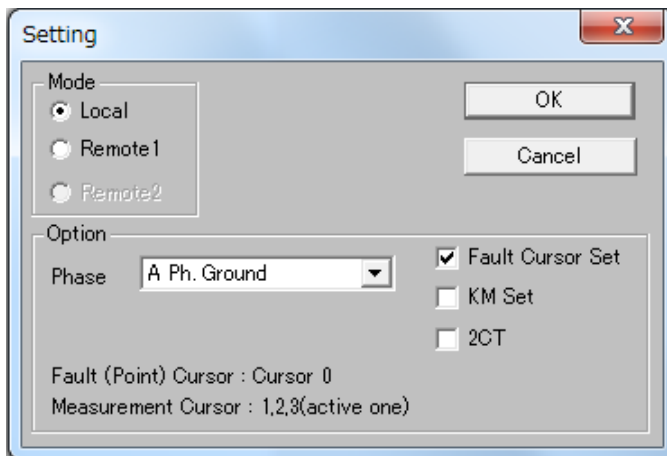 Setting
Mode
Local
Remote1
Remote2
OK
Cancel
Option
Phase
A Ph. Ground
Fault Cursor Set
KM Set
2CT
Fault (Point) Cursor : Cursor 0
Measurement Cursor : 1,2,3(active one)